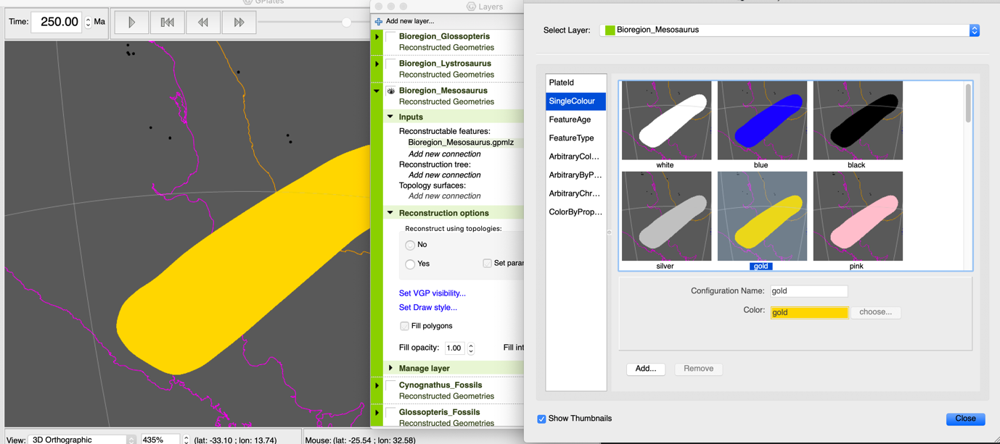 GPlates
Time: 250.00 Ma
Layers
Add new layer...
Bioregion_Glossopteris
Reconstructed Geometries
Bioregion_Lystrosaurus
Reconstructed Geometries
Bioregion_Mesosaurus
Reconstructed Geometries
Inputs
Reconstructable features:
Bioregion_Mesosaurus.gpmlz
Add new connection
Reconstruction tree:
Add new connection
Topology surfaces:
Add new connection
Reconstruction options
Reconstruct using topologies:
No
Yes
Set parar
Set VGP visibility...
Set Draw style...
Fill polygons
Fill opacity: 1.00 Fill int
Manage layer
Cynognathus_Fossils
Reconstructed Geometries
Glossopteris_Fossils
Reconstructed Geometries
View: 3D Orthographic 435% (lat: -33.10 ; lon: 13.74) Mouse: (lat: -25.54 ; lon: 32.58)
Select Layer: Bioregion_Mesosaurus
PlateId
SingleColour
FeatureAge
FeatureType
ArbitraryCol...
ArbitraryByP...
ArbitraryChr...
ColorByProp...
white blue black
silver gold pink
Configuration Name: gold
Color: gold choose...
Add... Remove
Show Thumbnails
Close